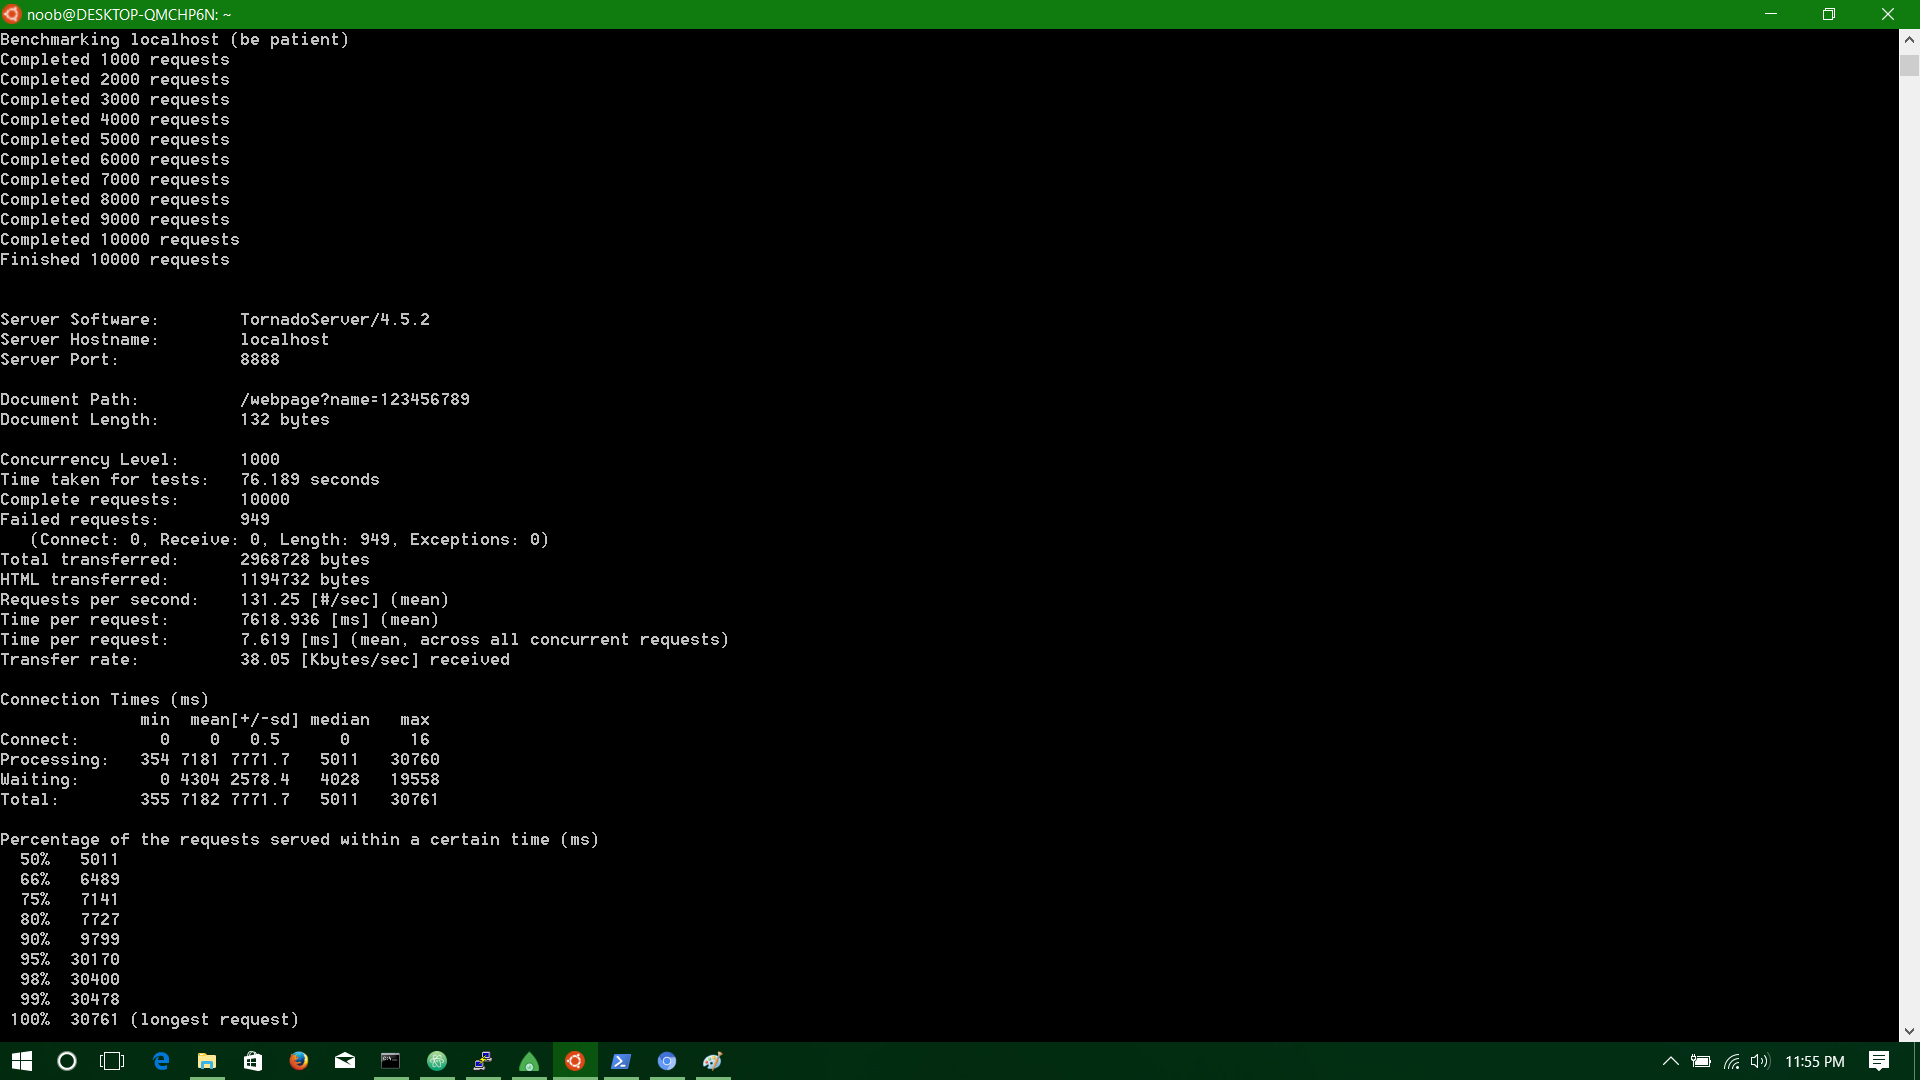 noob@DESKTOP-QMCHP6N: ~
Benchmarking localhost (be patient)
Completed 1000 requests
Completed 2000 requests
Completed 3000 requests
Completed 4000 requests
Completed 5000 requests
Completed 6000 requests
Completed 7000 requests
Completed 8000 requests
Completed 9000 requests
Completed 10000 requests
Finished 10000 requests
Server Software:        TornadoServer/4.5.2
Server Hostname:        localhost
Server Port:            8888
Document Path:          /webpage?name=123456789
Document Length:        132 bytes
Concurrency Level:      1000
Time taken for tests:   76.189 seconds
Complete requests:      10000
Failed requests:        949
   (Connect: 0, Receive: 0, Length: 949, Exceptions: 0)
Total transferred:      2968728 bytes
HTML transferred:       1194732 bytes
Requests per second:    131.25 [#/sec] (mean)
Time per request:       7618.936 [ms] (mean)
Time per request:       7.619 [ms] (mean, across all concurrent requests)
Transfer rate:          38.05 [Kbytes/sec] received
Connection Times (ms)
              min  mean[+/-sd] median   max
Connect:        0    0   0.5      0      16
Processing:   354 7181 7771.7   5011   30760
Waiting:        0 4304 2578.4   4028   19558
Total:        355 7182 7771.7   5011   30761
Percentage of the requests served within a certain time (ms)
  50%   5011
  66%   6489
  75%   7141
  80%   7727
  90%   9799
  95%  30170
  98%  30400
  99%  30478
 100%  30761 (longest request)
11:55 PM